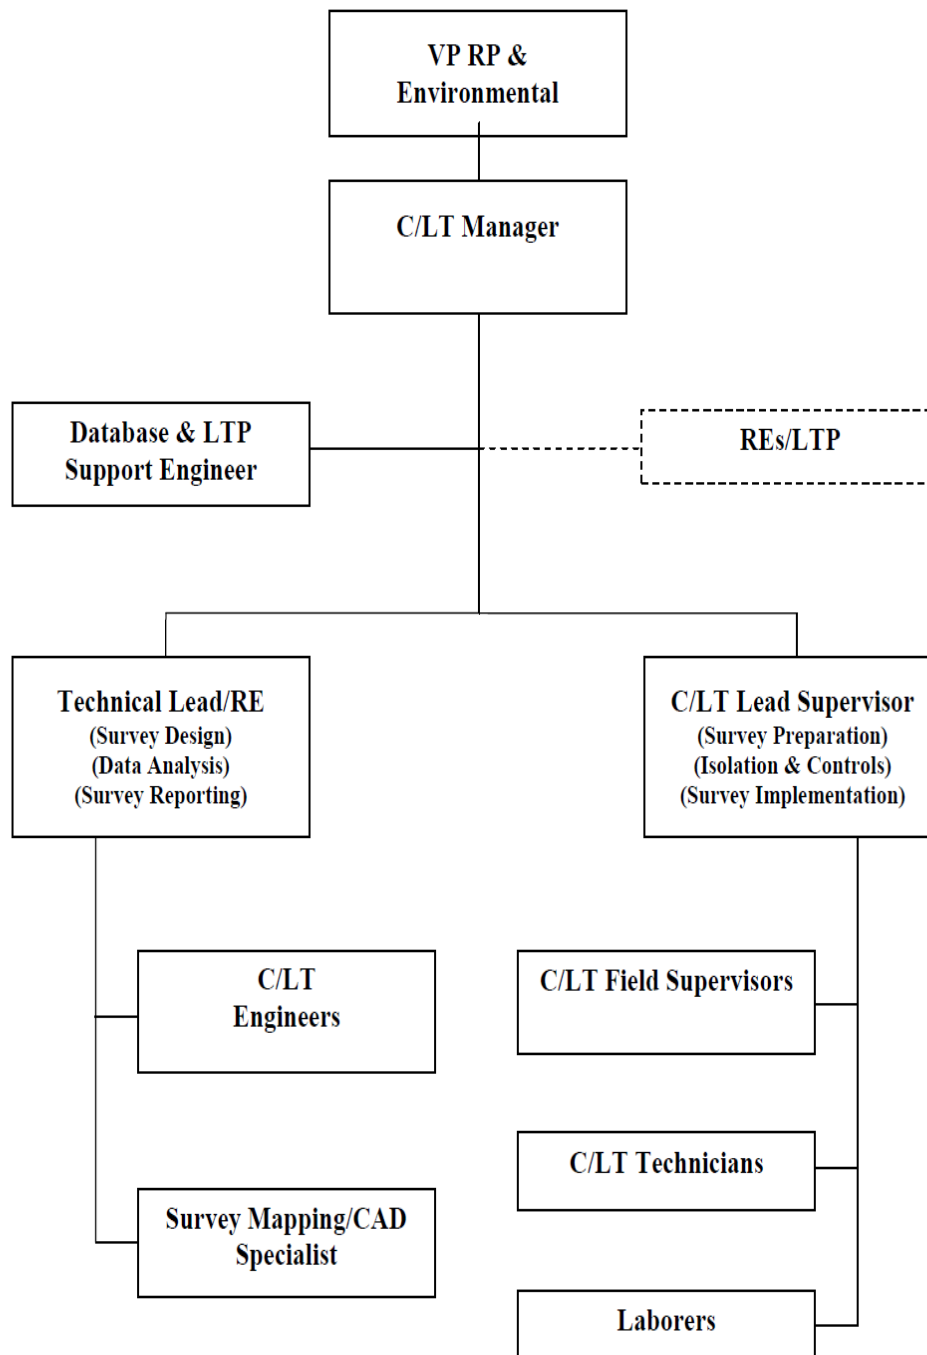 VP RP &
Environmental
C/LT Manager
Database & LTP
Support Engineer
REs/LTP
Technical Lead/RE
(Survey Design)
(Data Analysis)
(Survey Reporting)
C/LT Lead Supervisor
(Survey Preparation)
(Isolation & Controls)
(Survey Implementation)
C/LT
Engineers
C/LT Field Supervisors
C/LT Technicians
Survey Mapping/CAD
Specialist
Laborers